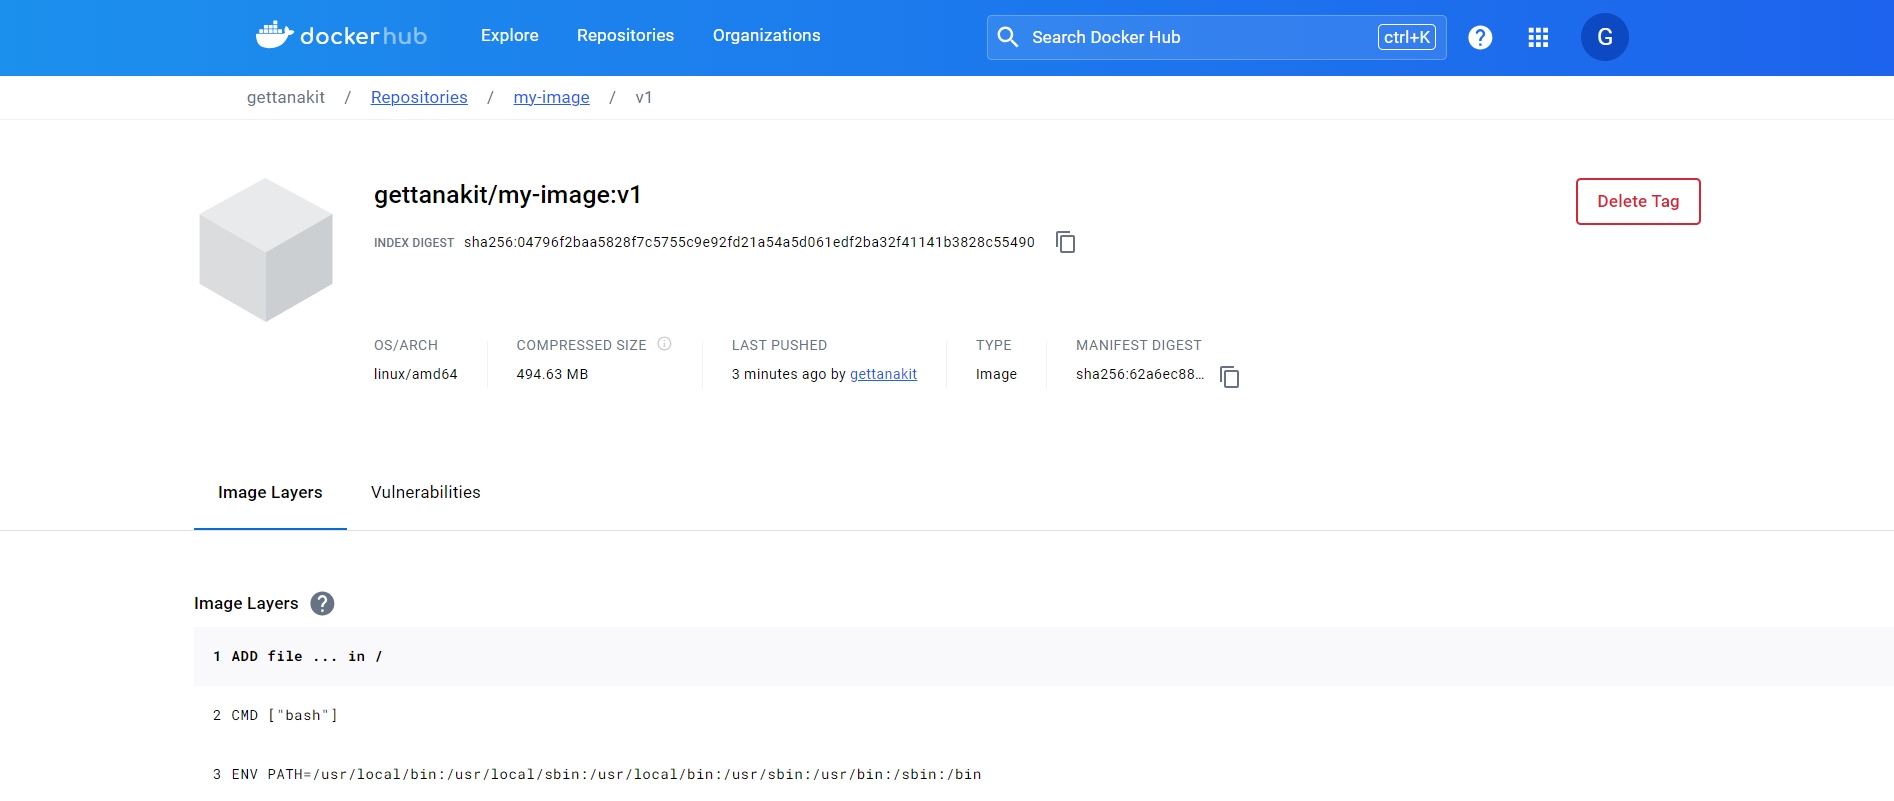 dockerhub Explore Repositories Organizations Search Docker Hub ctrl+K ? G
gettanakit / Repositories / my-image / v1
gettanakit/my-image:v1
Delete Tag
INDEX DIGEST sha256:04796f2baa5828f7c5755c9e92fd21a54a5d061edf2ba32f41141b3828c55490
OS/ARCH COMPRESSED SIZE LAST PUSHED TYPE MANIFEST DIGEST
linux/amd64 494.63 MB 3 minutes ago by gettanakit Image sha256:62a6ec88...
Image Layers Vulnerabilities
Image Layers ?
1 ADD file ... in /
2 CMD ["bash"]
3 ENV PATH=/usr/local/bin:/usr/local/sbin:/usr/local/bin:/usr/sbin:/usr/bin:/sbin:/bin